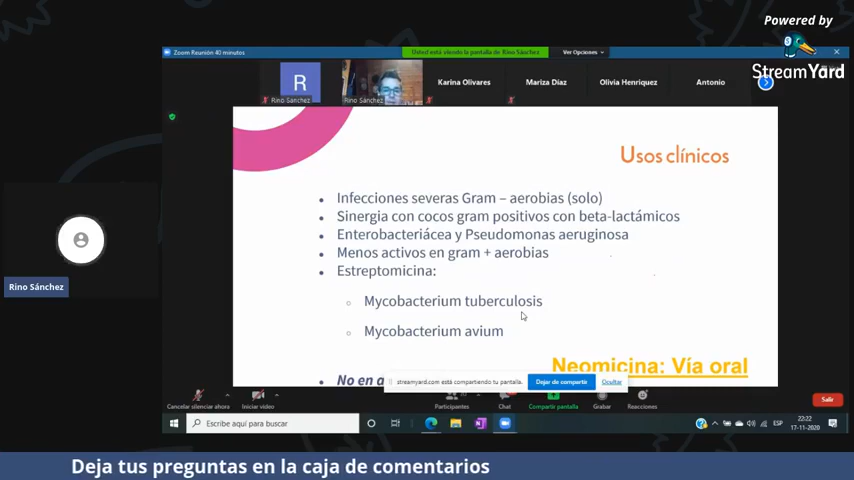 Powered by
StreamYard
Zoom Reunión 40 minutos
Usted está viendo la pantalla de Rino Sánchez
Ver Opciones
R
Rino Sánchez
Rino Sánchez
Karina Olivares
Mariza Díaz
Olivia Henriquez
Antonio
Usos clínicos
Infecciones severas Gram – aerobias (solo)
Sinergia con cocos gram positivos con beta-lactámicos
Enterobacteriácea y Pseudomonas aeruginosa
Menos activos en gram + aerobias
Estreptomicina:
Mycobacterium tuberculosis
Mycobacterium avium
Neomicina: Vía oral
No en a
streamyard.com está compartiendo tu pantalla.
Dejar de compartir
Ocultar
Rino Sánchez
Cancelar silenciar ahora
Iniciar video
Participantes
Chat
Compartir pantalla
Grabar
Reacciones
Salir
Escribe aquí para buscar
ESP
22:22
17-11-2020
Deja tus preguntas en la caja de comentarios